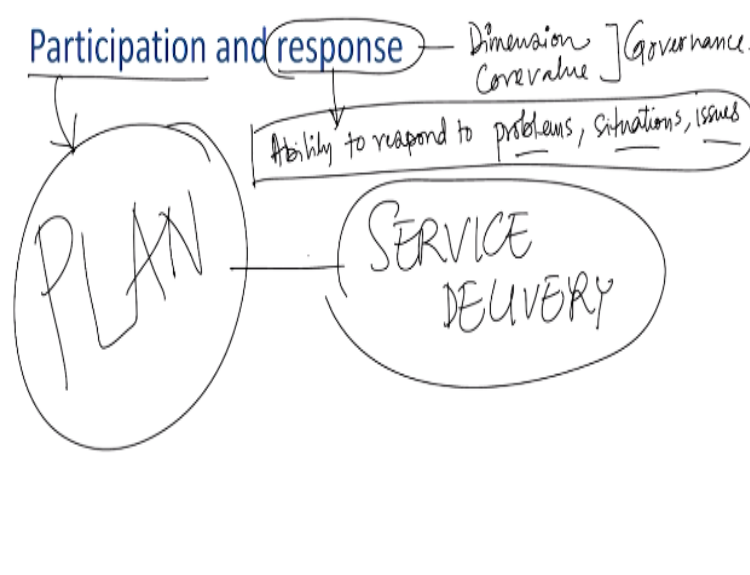 Participation and response — Dimension ] Governance.
Corevalue
Ability to respond to problems, situations, issues
PLAN
SERVICE
DELIVERY